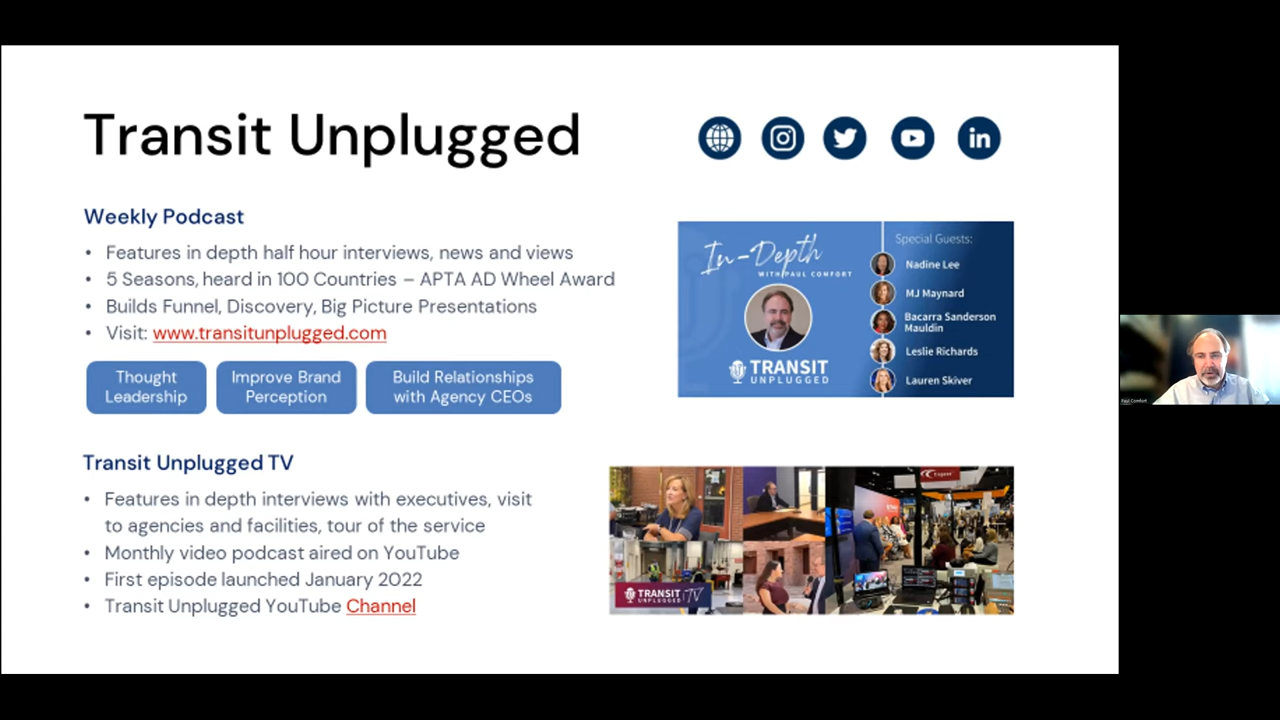 Transit Unplugged
Weekly Podcast
• Features in depth half hour interviews, news and views
• 5 Seasons, heard in 100 Countries – APTA AD Wheel Award
• Builds Funnel, Discovery, Big Picture Presentations
• Visit: www.transitunplugged.com
Thought
Leadership
Improve Brand
Perception
Build Relationships
with Agency CEOs
In-Depth
WITH PAUL COMFORT
TRANSIT
UNPLUGGED
Special Guests:
Nadine Lee
MJ Maynard
Bacarra Sanderson
Mauldin
Leslie Richards
Lauren Skiver
Transit Unplugged TV
• Features in depth interviews with executives, visit
to agencies and facilities, tour of the service
• Monthly video podcast aired on YouTube
• First episode launched January 2022
• Transit Unplugged YouTube Channel
TRANSIT
UNPLUGGED
TV
Paul Comfort